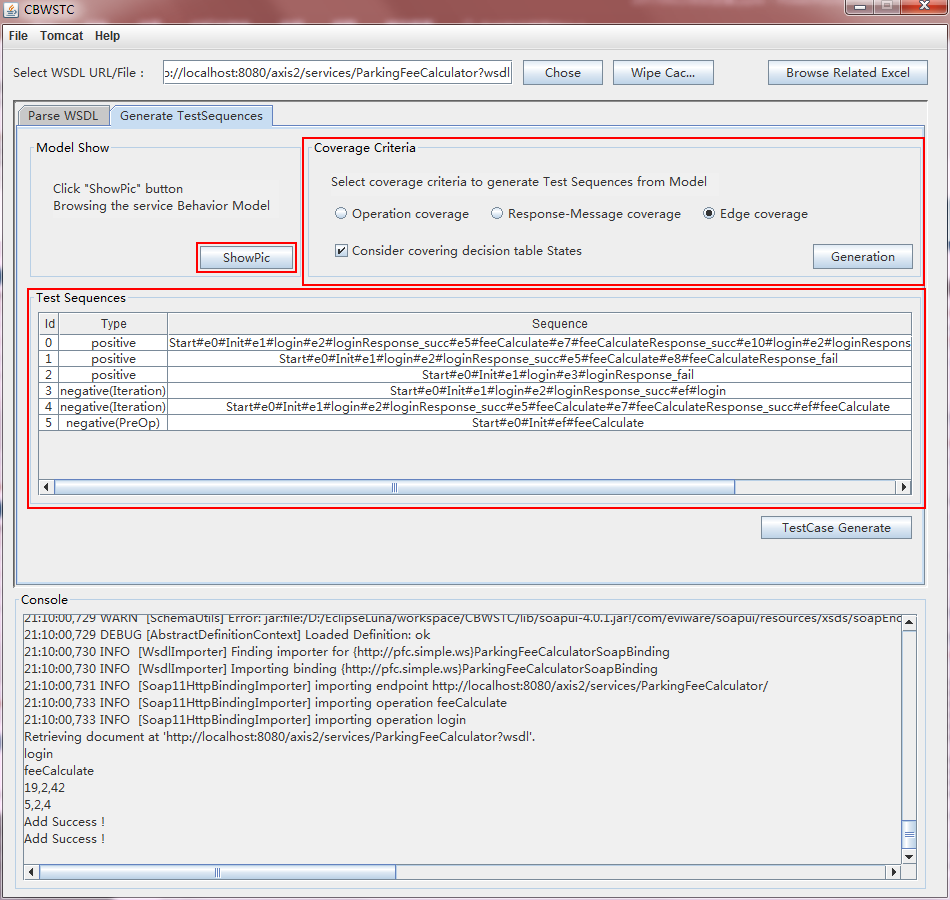 CBWSTC
File Tomcat Help
Select WSDL URL/File : ://localhost:8080/axis2/services/ParkingFeeCalculator?wsdl Chose Wipe Cac... Browse Related Excel
Parse WSDL Generate TestSequences
Model Show
Click "ShowPic" button
Browsing the service Behavior Model
ShowPic
Coverage Criteria
Select coverage criteria to generate Test Sequences from Model
Operation coverage Response-Message coverage Edge coverage
Consider covering decision table States
Generation
Test Sequences
Id Type Sequence
0 positive Start#e0#Init#e1#login#e2#loginResponse_succ#e5#feeCalculate#e7#feeCalculateResponse_succ#e10#login#e2#loginRespons
1 positive Start#e0#Init#e1#login#e2#loginResponse_succ#e5#feeCalculate#e8#feeCalculateResponse_fail
2 positive Start#e0#Init#e1#login#e3#loginResponse_fail
3 negative(Iteration) Start#e0#Init#e1#login#e2#loginResponse_succ#ef#login
4 negative(Iteration) Start#e0#Init#e1#login#e2#loginResponse_succ#e5#feeCalculate#e7#feeCalculateResponse_succ#ef#feeCalculate
5 negative(PreOp) Start#e0#Init#ef#feeCalculate
TestCase Generate
Console
21:10:00,729 WARN [SchemaUtils] Error: jar:file:/D:/EclipseLuna/workspace/CBWSTC/lib/soapui-4.0.1.jar!/com/eviware/soapui/resources/xsds/soapEnc
21:10:00,729 DEBUG [AbstractDefinitionContext] Loaded Definition: ok
21:10:00,730 INFO [WsdlImporter] Finding importer for {http://pfc.simple.ws}ParkingFeeCalculatorSoapBinding
21:10:00,730 INFO [WsdlImporter] Importing binding {http://pfc.simple.ws}ParkingFeeCalculatorSoapBinding
21:10:00,731 INFO [Soap11HttpBindingImporter] importing endpoint http://localhost:8080/axis2/services/ParkingFeeCalculator/
21:10:00,733 INFO [Soap11HttpBindingImporter] importing operation feeCalculate
21:10:00,733 INFO [Soap11HttpBindingImporter] importing operation login
Retrieving document at 'http://localhost:8080/axis2/services/ParkingFeeCalculator?wsdl'.
login
feeCalculate
19,2,42
5,2,4
Add Success !
Add Success !